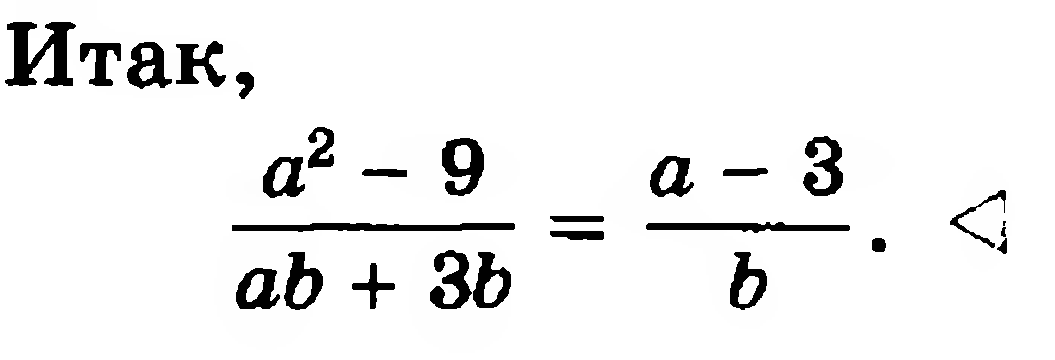 Итак,
a² − 9 / ab + 3b = a − 3 / b . ◁